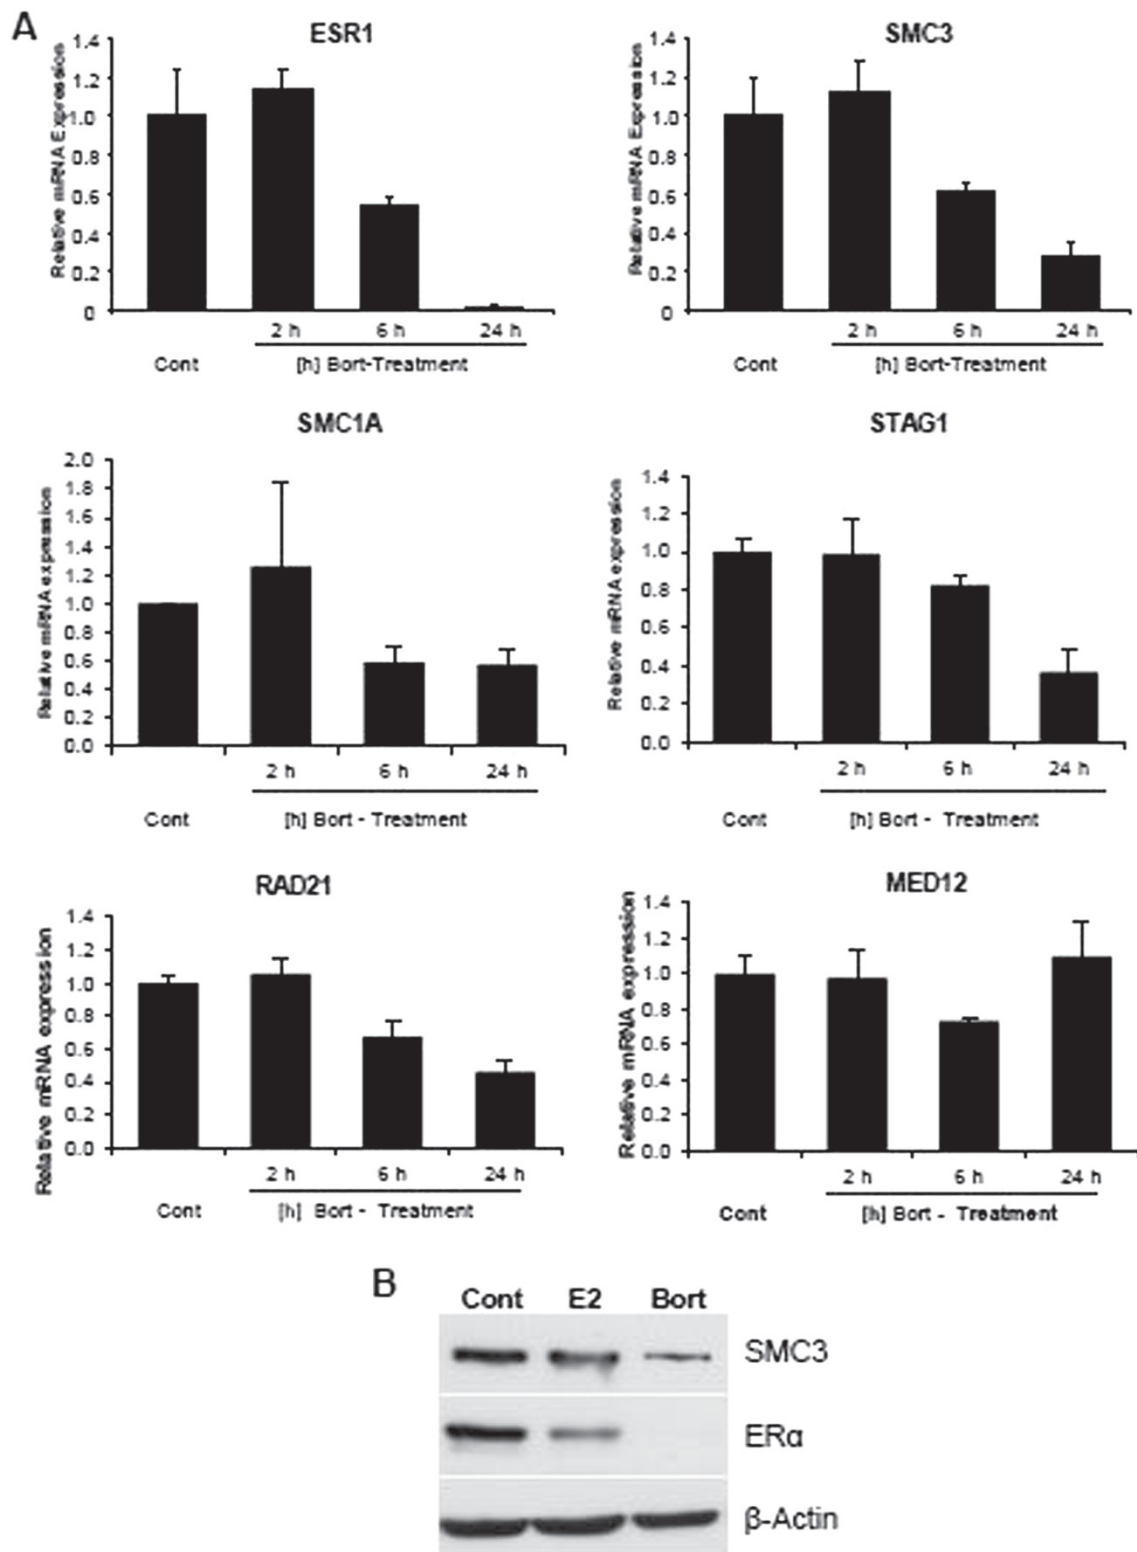 A
ESR1
Relative mRNA Expression
1.4
1.2
1.0
0.8
0.6
0.4
0.2
0
2 h 6 h 24 h
Cont [h] Bort-Treatment
SMC3
Relative mRNA Expression
1.4
1.2
1.0
0.8
0.6
0.4
0.2
0
2 h 6 h 24 h
Cont [h] Bort-Treatment
SMC1A
Relative mRNA expression
2.0
1.8
1.6
1.4
1.2
1.0
0.8
0.6
0.4
0.2
0.0
2 h 6 h 24 h
Cont [h] Bort - Treatment
STAG1
Relative mRNA expression
1.4
1.2
1.0
0.8
0.6
0.4
0.2
0.0
2 h 6 h 24 h
Cont [h] Bort - Treatment
RAD21
Relative mRNA expression
1.4
1.2
1.0
0.8
0.6
0.4
0.2
0.0
2 h 6 h 24 h
Cont [h] Bort - Treatment
MED12
Relative mRNA expression
1.4
1.2
1.0
0.8
0.6
0.4
0.2
0.0
2 h 6 h 24 h
Cont [h] Bort - Treatment
B
Cont E2 Bort
SMC3
ERα
β-Actin